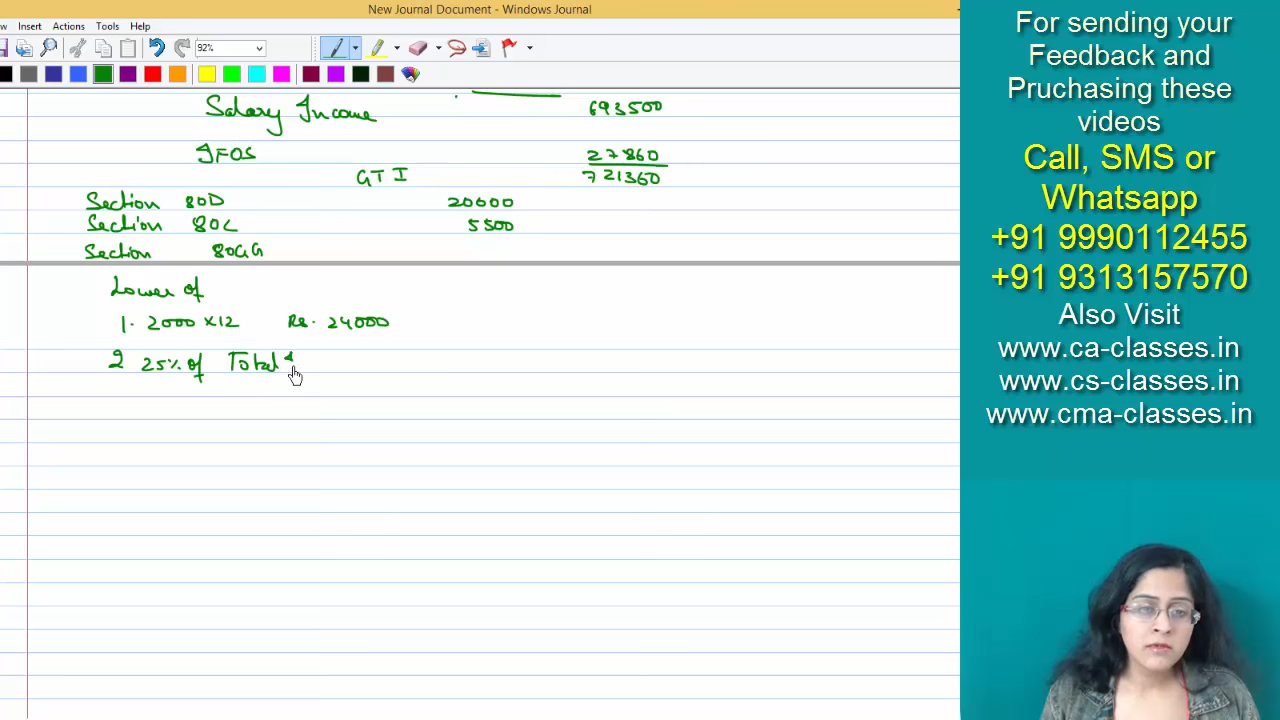 New Journal Document - Windows Journal
Insert Actions Tools Help
92%
Salary Income 693500
IFOS 27860
GTI 721360
Section 80D 20000
Section 80C 5500
Section 80GG
Lower of
1. 2000 x12 Rs. 24000
2 25% of Total
For sending your
Feedback and
Pruchasing these
videos
Call, SMS or
Whatsapp
+91 9990112455
+91 9313157570
Also Visit
www.ca-classes.in
www.cs-classes.in
www.cma-classes.in